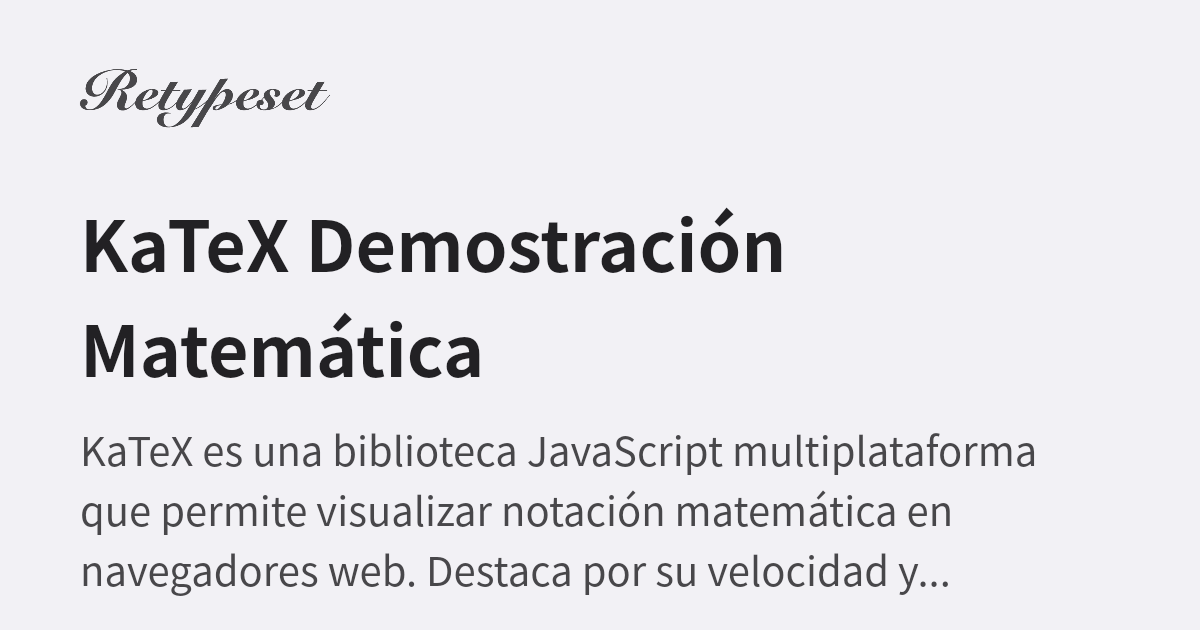 Retypeset
KaTeX Demostración
Matemática
KaTeX es una biblioteca JavaScript multiplataforma
que permite visualizar notación matemática en
navegadores web. Destaca por su velocidad y...